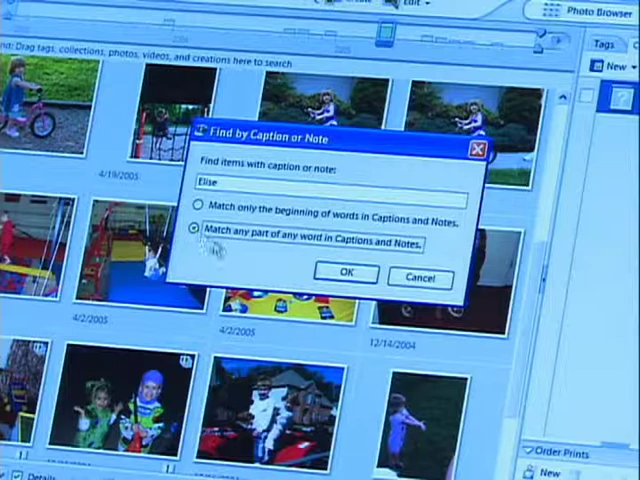 Edit
Photo Browser
Drag tags, collections, photos, videos, and creations here to search
Tags
New
Find by Caption or Note
Find items with caption or note:
Elise
Match only the beginning of words in Captions and Notes.
Match any part of any word in Captions and Notes.
OK
Cancel
4/19/2005
4/2/2005
4/2/2005
12/14/2004
Order Prints
New
Details